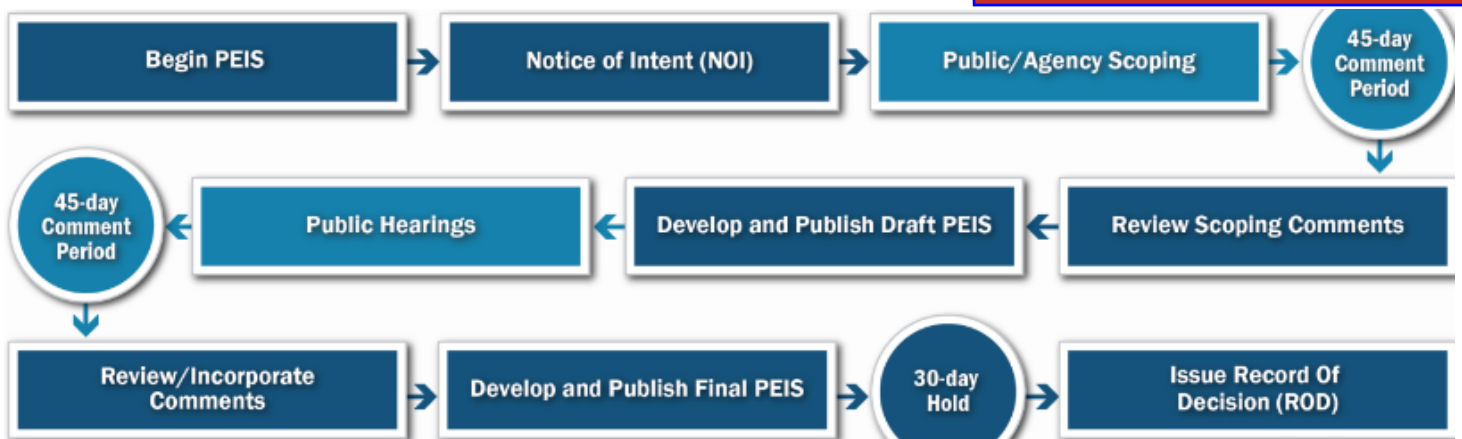 Begin PEIS
Notice of Intent (NOI)
Public/Agency Scoping
45-day
Comment
Period
Review Scoping Comments
Develop and Publish Draft PEIS
Public Hearings
45-day
Comment
Period
Review/Incorporate
Comments
Develop and Publish Final PEIS
30-day
Hold
Issue Record Of
Decision (ROD)